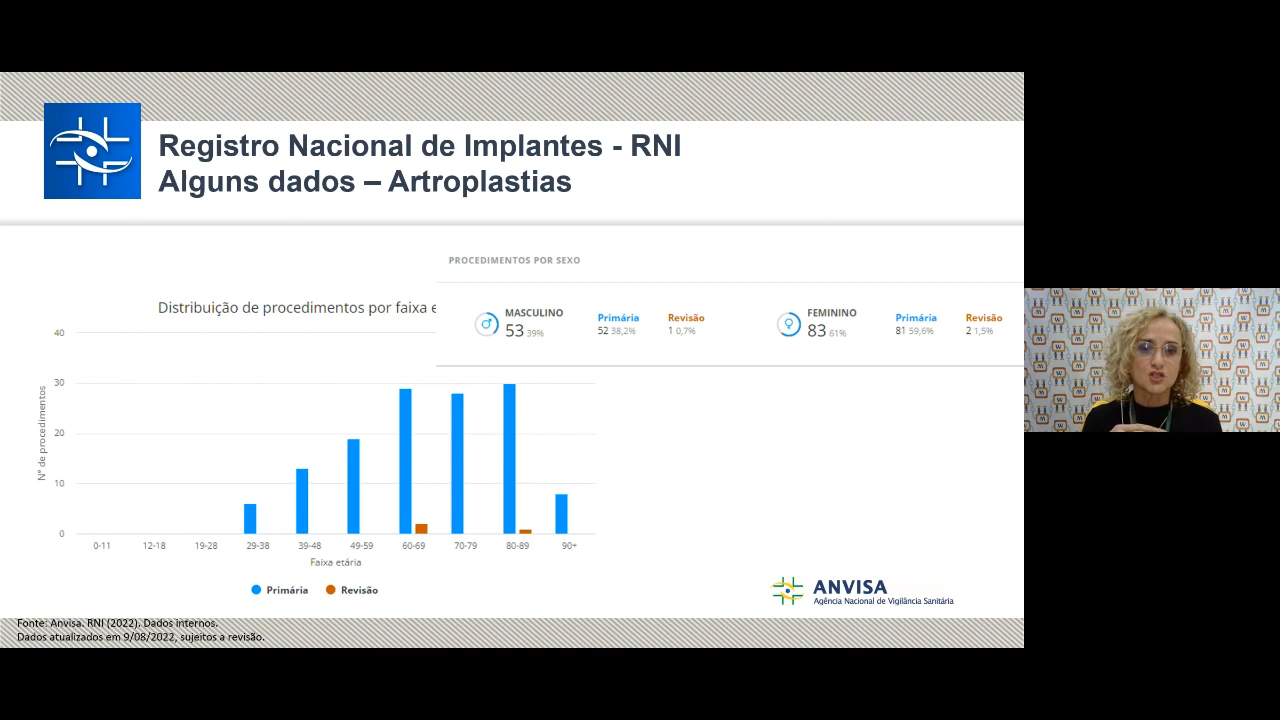 Registro Nacional de Implantes - RNI
Alguns dados – Artroplastias
PROCEDIMENTOS POR SEXO
MASCULINO
53 39%
Primária
52 38,2%
Revisão
1 0,7%
FEMININO
83 61%
Primária
81 59,6%
Revisão
2 1,5%
Distribuição de procedimentos por faixa e
Nº de procedimentos
40
30
20
10
0
0-11 12-18 19-28 29-38 39-48 49-59 60-69 70-79 80-89 90+
Faixa etária
Primária Revisão
ANVISA
Agência Nacional de Vigilância Sanitária
Fonte: Anvisa. RNI (2022). Dados internos.
Dados atualizados em 9/08/2022, sujeitos a revisão.